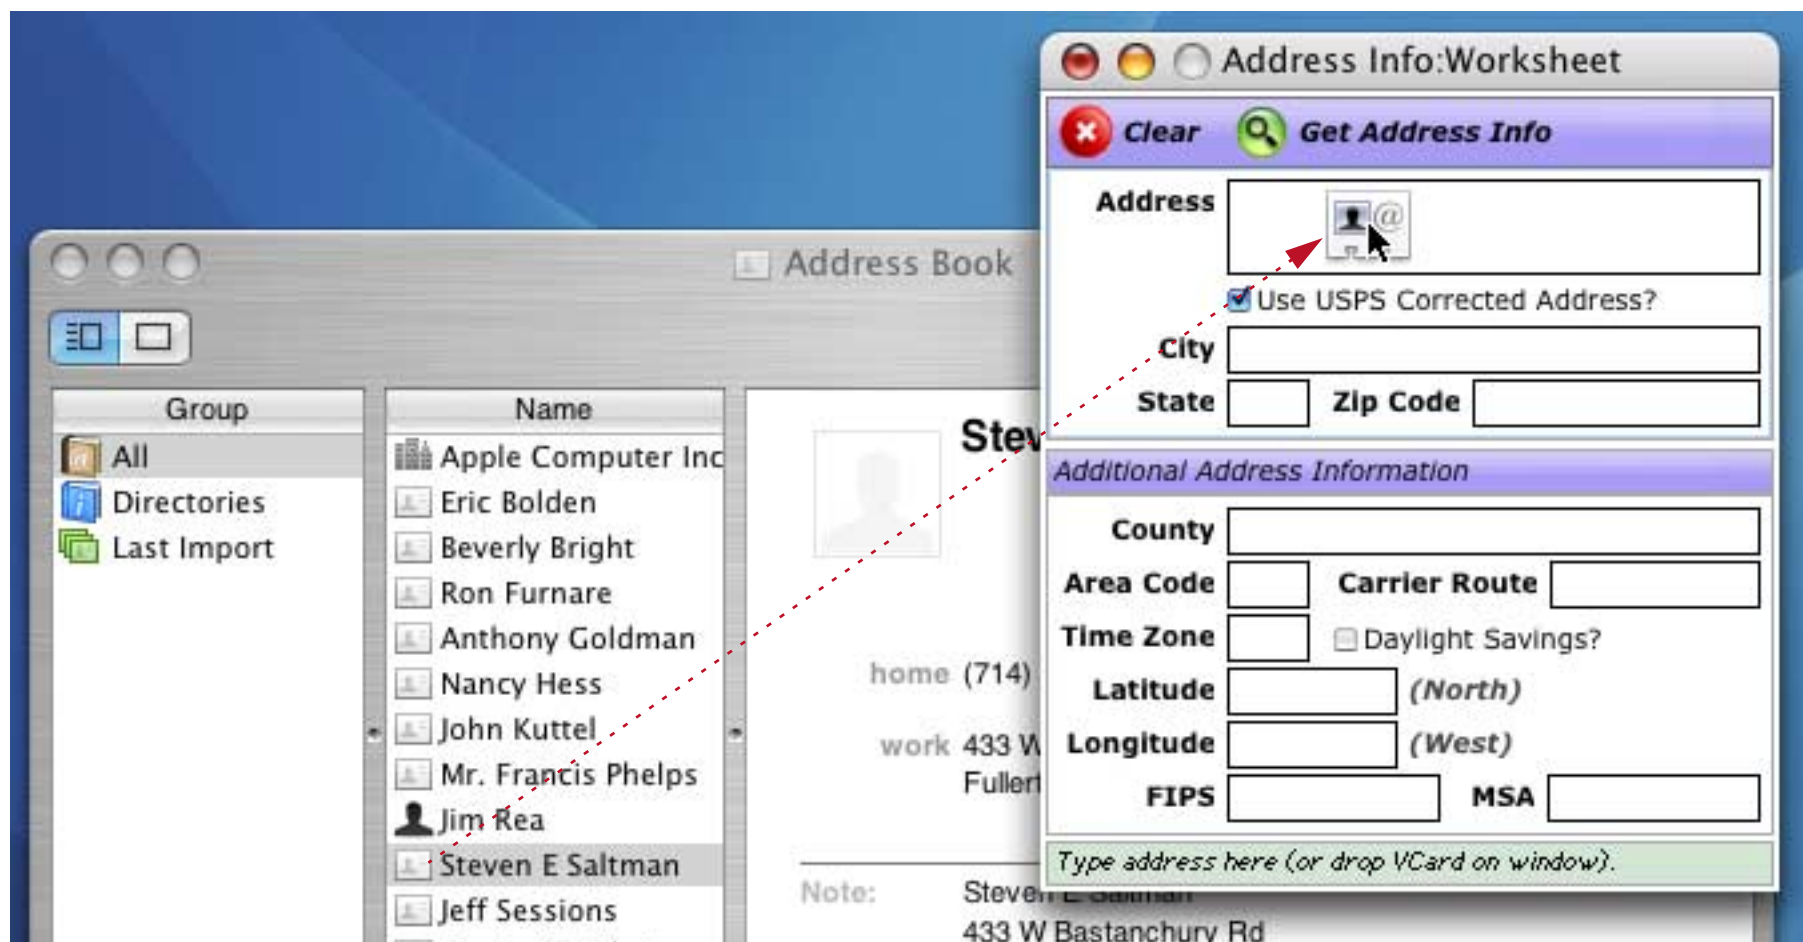 Address Info:Worksheet
Clear
Get Address Info
Address
@
Use USPS Corrected Address?
City
State
Zip Code
Additional Address Information
County
Area Code
Carrier Route
Time Zone
Daylight Savings?
Latitude
(North)
Longitude
(West)
FIPS
MSA
Type address here (or drop VCard on window).
Address Book
Group
All
Directories
Last Import
Name
Apple Computer Inc
Eric Bolden
Beverly Bright
Ron Furnare
Anthony Goldman
Nancy Hess
John Kuttel
Mr. Francis Phelps
Jim Rea
Steven E Saltman
Jeff Sessions
Stev
home (714)
work 433 W
Fuller
Note: Steven E Saltman
433 W Bastanchury Rd